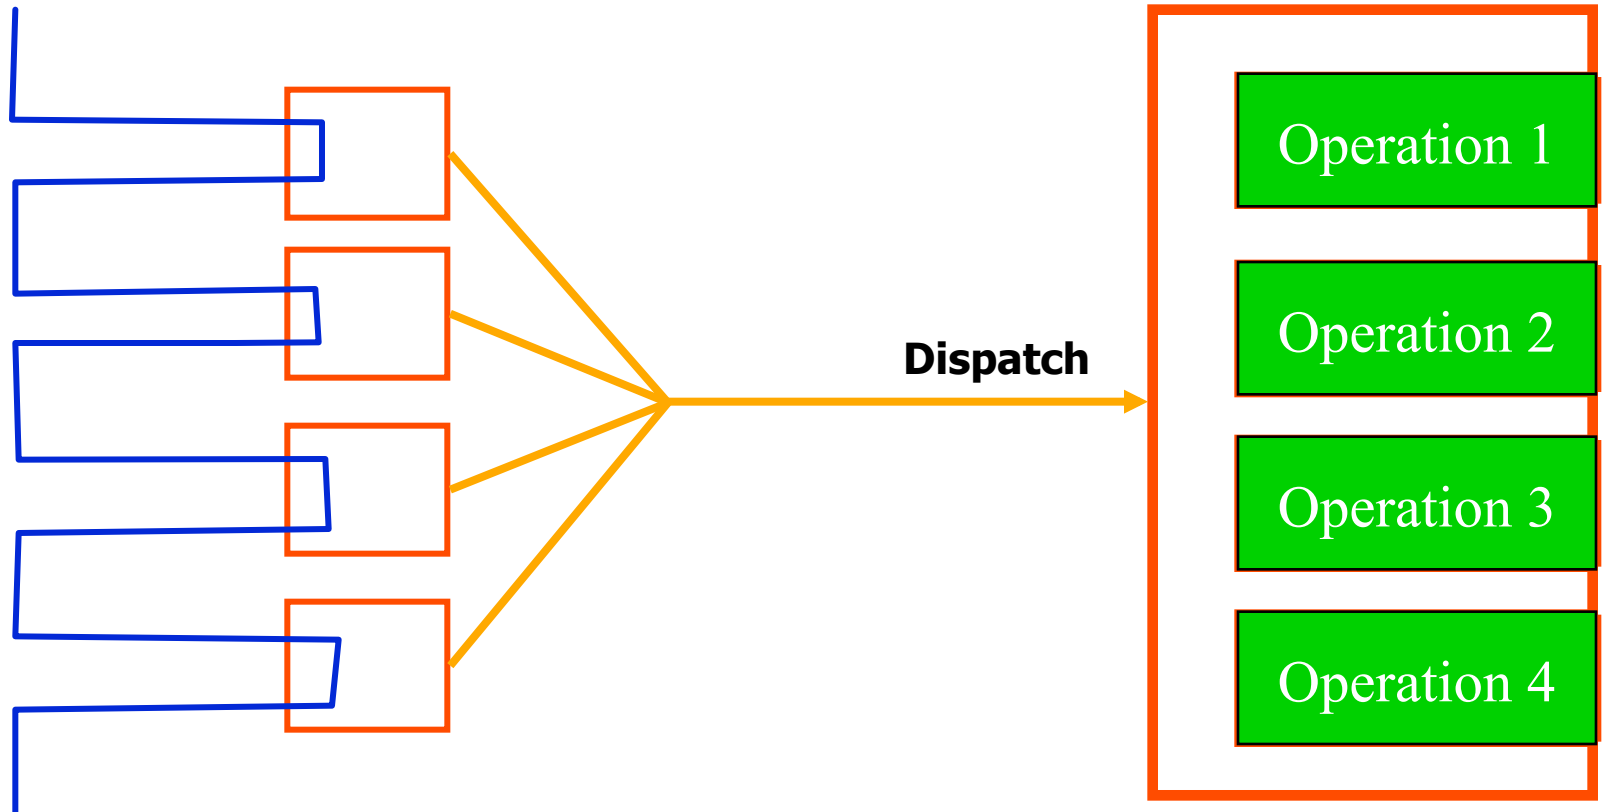 Dispatch
Operation 1
Operation 2
Operation 3
Operation 4